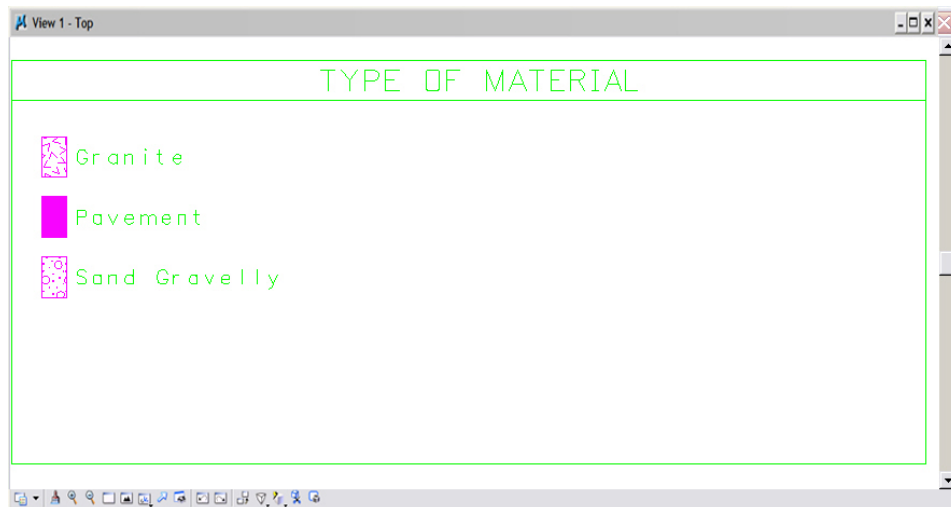 View 1 - Top
TYPE OF MATERIAL
Granite
Pavement
Sand Gravelly